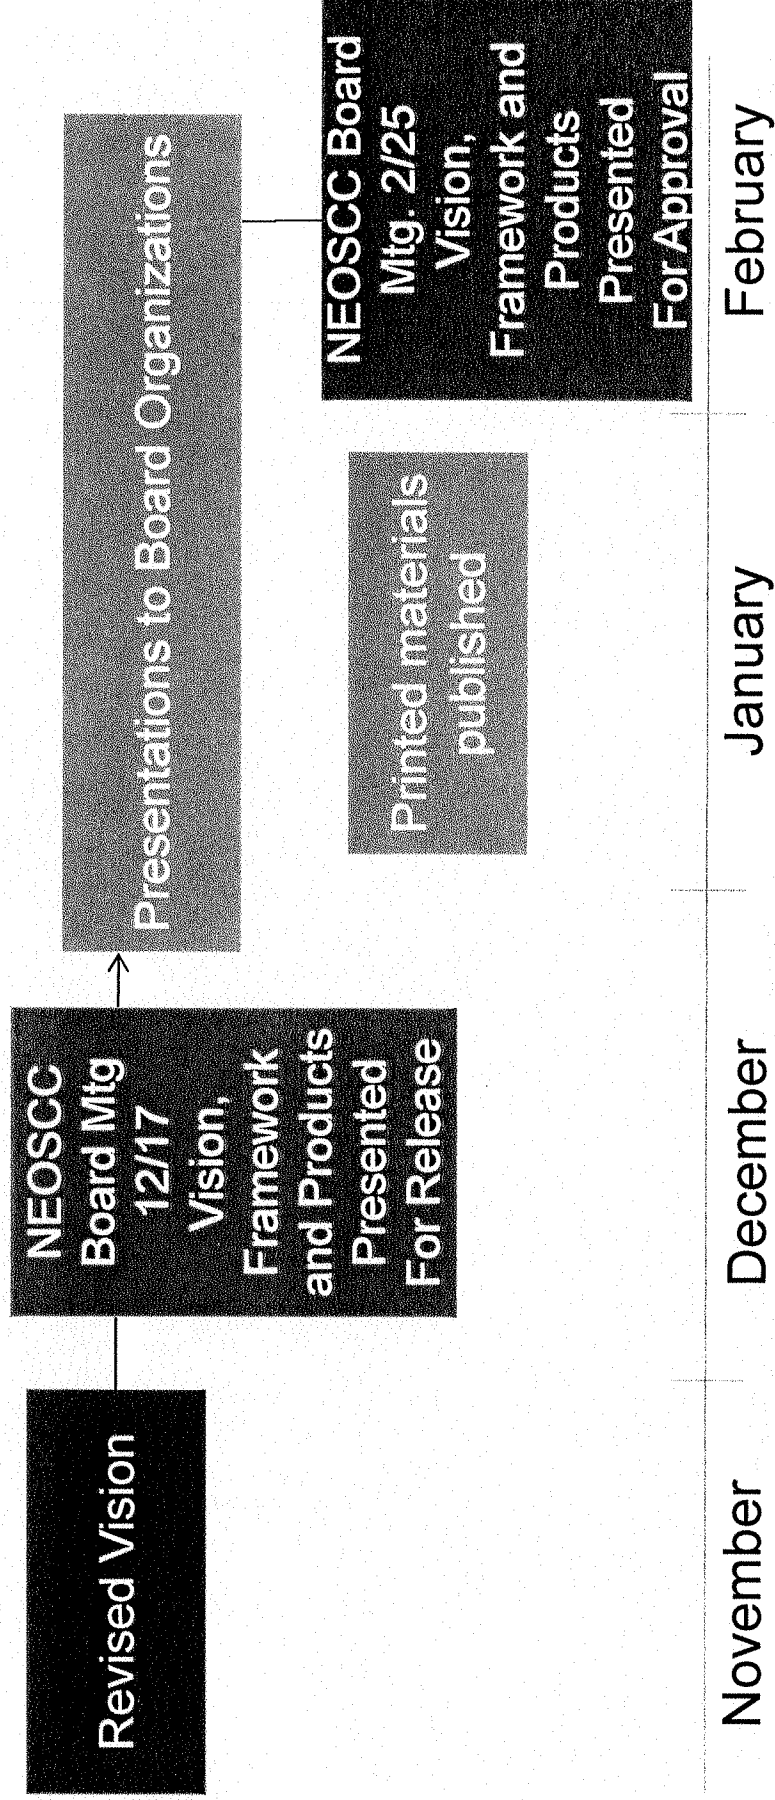 Revised Vision
NEOSCC
Board Mtg
12/17
Vision,
Framework
and Products
Presented
For Release
Presentations to Board Organizations
Printed materials
published
NEOSCC Board
Mtg. 2/25
Vision,
Framework and
Products
Presented
For Approval
November
December
January
February